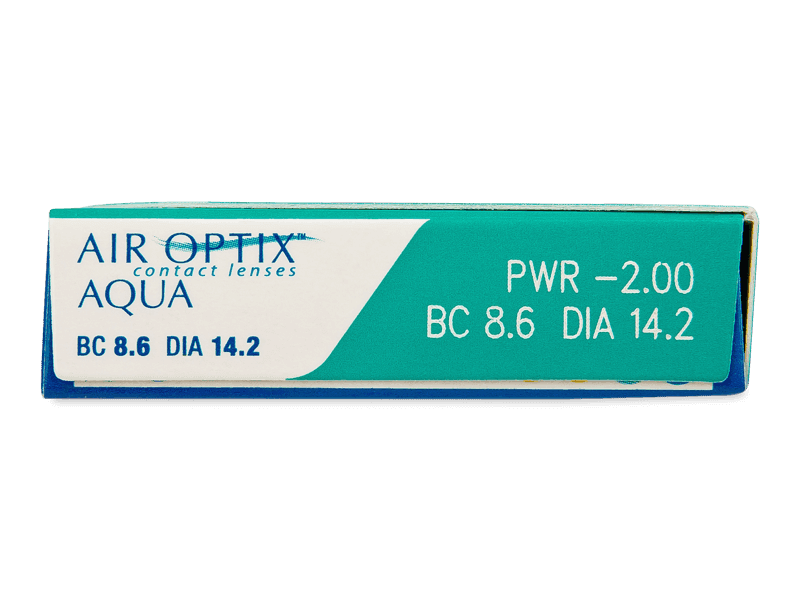 AIR OPTIX™
contact lenses
AQUA
BC 8.6 DIA 14.2
PWR -2.00
BC 8.6 DIA 14.2